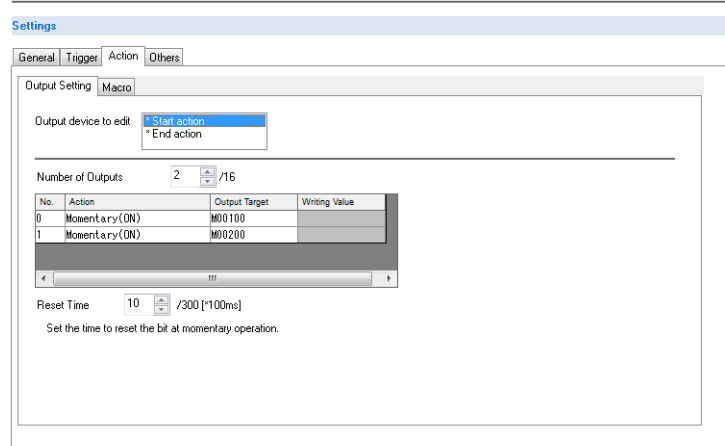 Settings
General Trigger Action Others
Output Setting Macro
Output device to edit
* Start action
* End action
Number of Outputs 2 /16
No. Action Output Target Writing Value
0 Momentary(ON) M00100
1 Momentary(ON) M00200
Reset Time 10 /300 [*100ms]
Set the time to reset the bit at momentary operation.